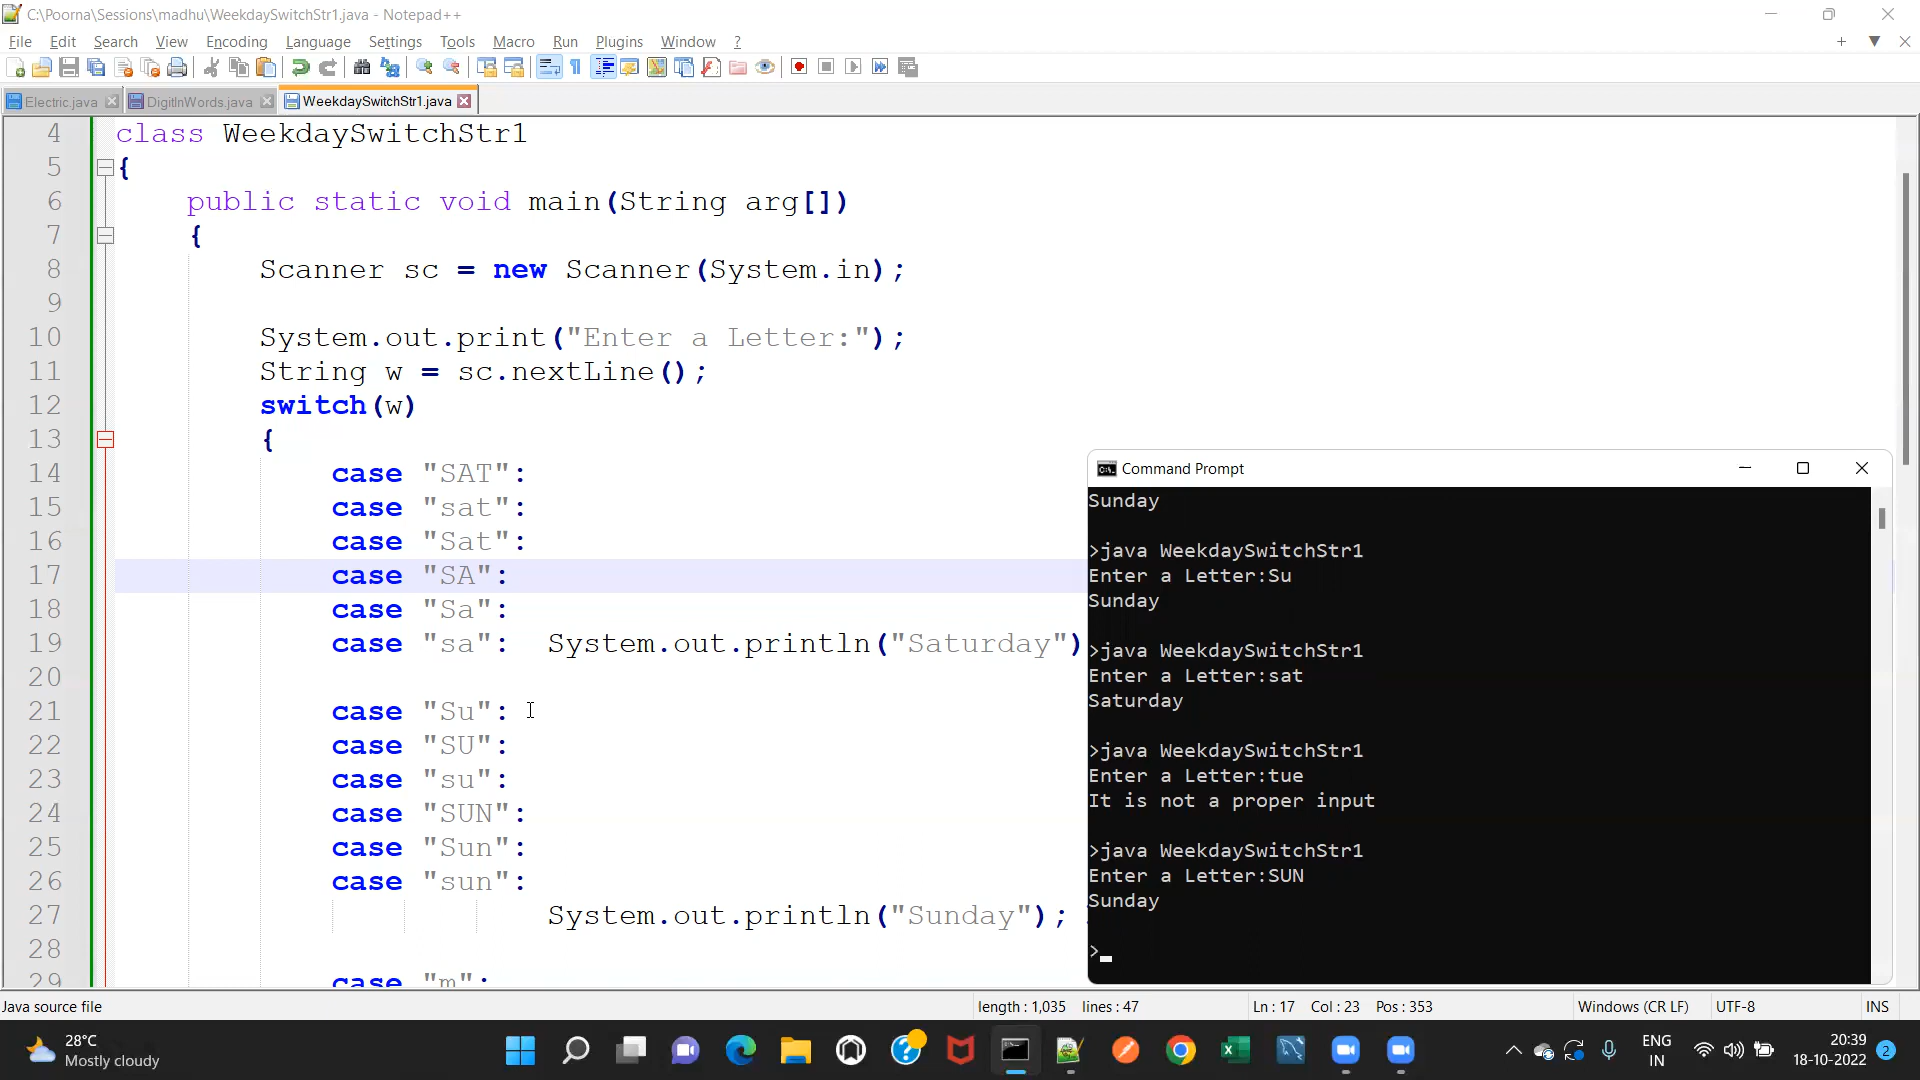 C:\Poorna\Sessions\madhu\WeekdaySwitchStr1.java - Notepad++
File Edit Search View Encoding Language Settings Tools Macro Run Plugins Window ?
Electric.java DigitInWords.java WeekdaySwitchStr1.java
4 class WeekdaySwitchStr1
5 {
6 public static void main(String arg[])
7 {
8 Scanner sc = new Scanner(System.in);
9
10 System.out.print("Enter a Letter:");
11 String w = sc.nextLine();
12 switch(w)
13 {
14 case "SAT":
15 case "sat":
16 case "Sat":
17 case "SA":
18 case "Sa":
19 case "sa": System.out.println("Saturday")
20
21 case "Su":
22 case "SU":
23 case "su":
24 case "SUN":
25 case "Sun":
26 case "sun":
27 System.out.println("Sunday");
28
29 case "m":
Command Prompt
Sunday
>java WeekdaySwitchStr1
Enter a Letter:Su
Sunday
>java WeekdaySwitchStr1
Enter a Letter:sat
Saturday
>java WeekdaySwitchStr1
Enter a Letter:tue
It is not a proper input
>java WeekdaySwitchStr1
Enter a Letter:SUN
Sunday
>
Java source file length : 1,035 lines : 47 Ln : 17 Col : 23 Pos : 353 Windows (CR LF) UTF-8 INS
28°C
Mostly cloudy
ENG
IN
20:39
18-10-2022
2